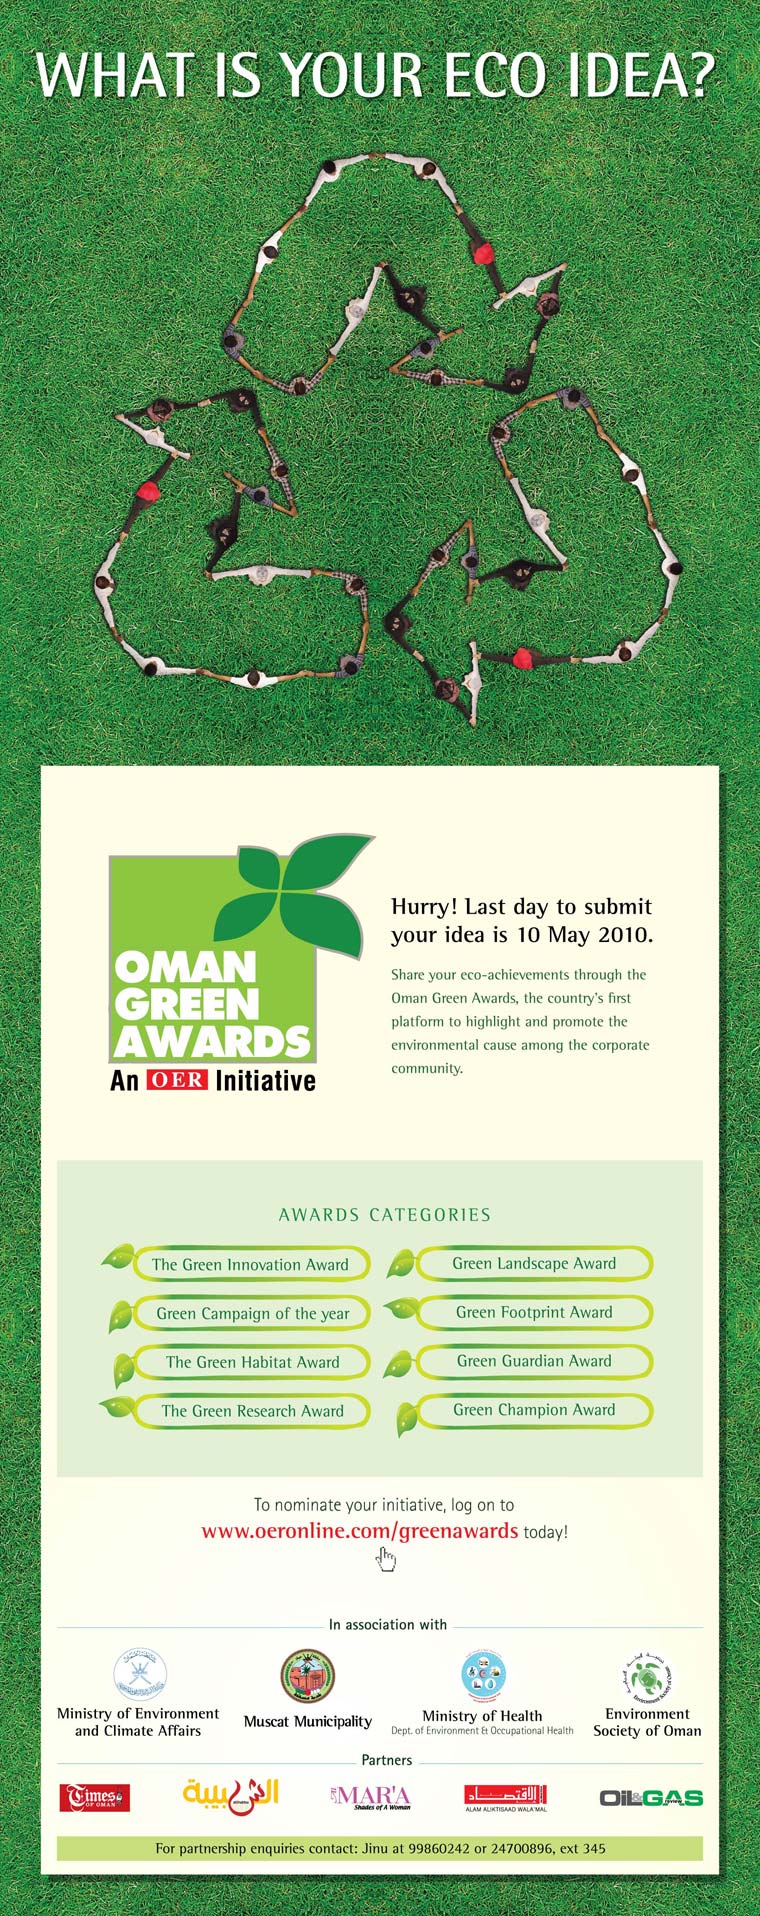 WHAT IS YOUR ECO IDEA?
OMAN
GREEN
AWARDS
An OER Initiative
Hurry! Last day to submit
your idea is 10 May 2010.
Share your eco-achievements through the
Oman Green Awards, the country's first
platform to highlight and promote the
environmental cause among the corporate
community.
AWARDS CATEGORIES
The Green Innovation Award
Green Landscape Award
Green Campaign of the year
Green Footprint Award
The Green Habitat Award
Green Guardian Award
The Green Research Award
Green Champion Award
To nominate your initiative, log on to
www.oeronline.com/greenawards today!
In association with
Ministry of Environment
and Climate Affairs
Muscat Municipality
Ministry of Health
Dept. of Environment & Occupational Health
Environment
Society of Oman
Partners
Times
OF OMAN
الشبيبة
MAR'A
Shades of A Woman
الاقتصاد
ALAM ALIKTISAAD WALA'MAL
OIL&GAS
review
For partnership enquiries contact: Jinu at 99860242 or 24700896, ext 345